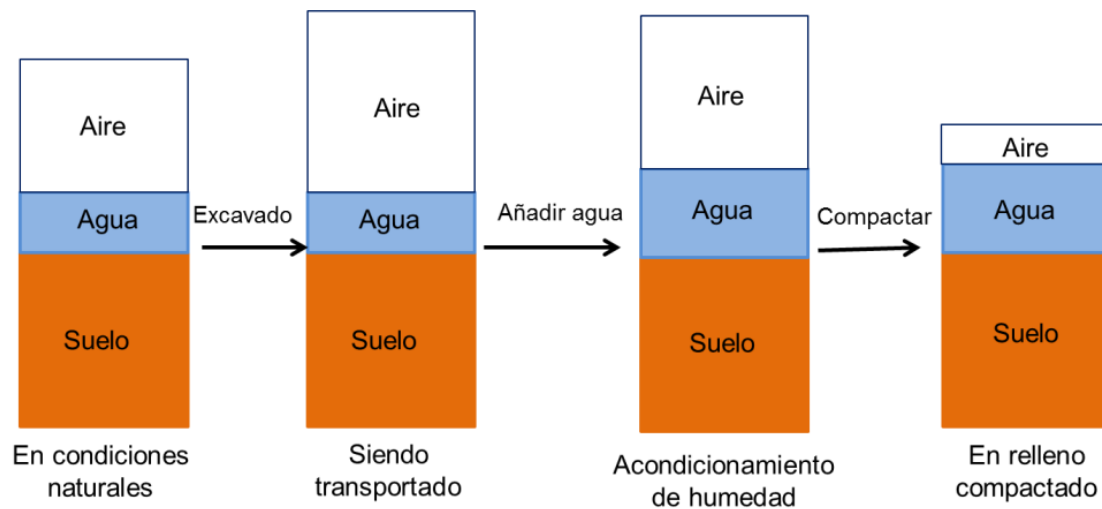 Aire
Agua
Suelo
En condiciones
naturales
Excavado
Aire
Agua
Suelo
Siendo
transportado
Añadir agua
Aire
Agua
Suelo
Acondicionamiento
de humedad
Compactar
Aire
Agua
Suelo
En relleno
compactado